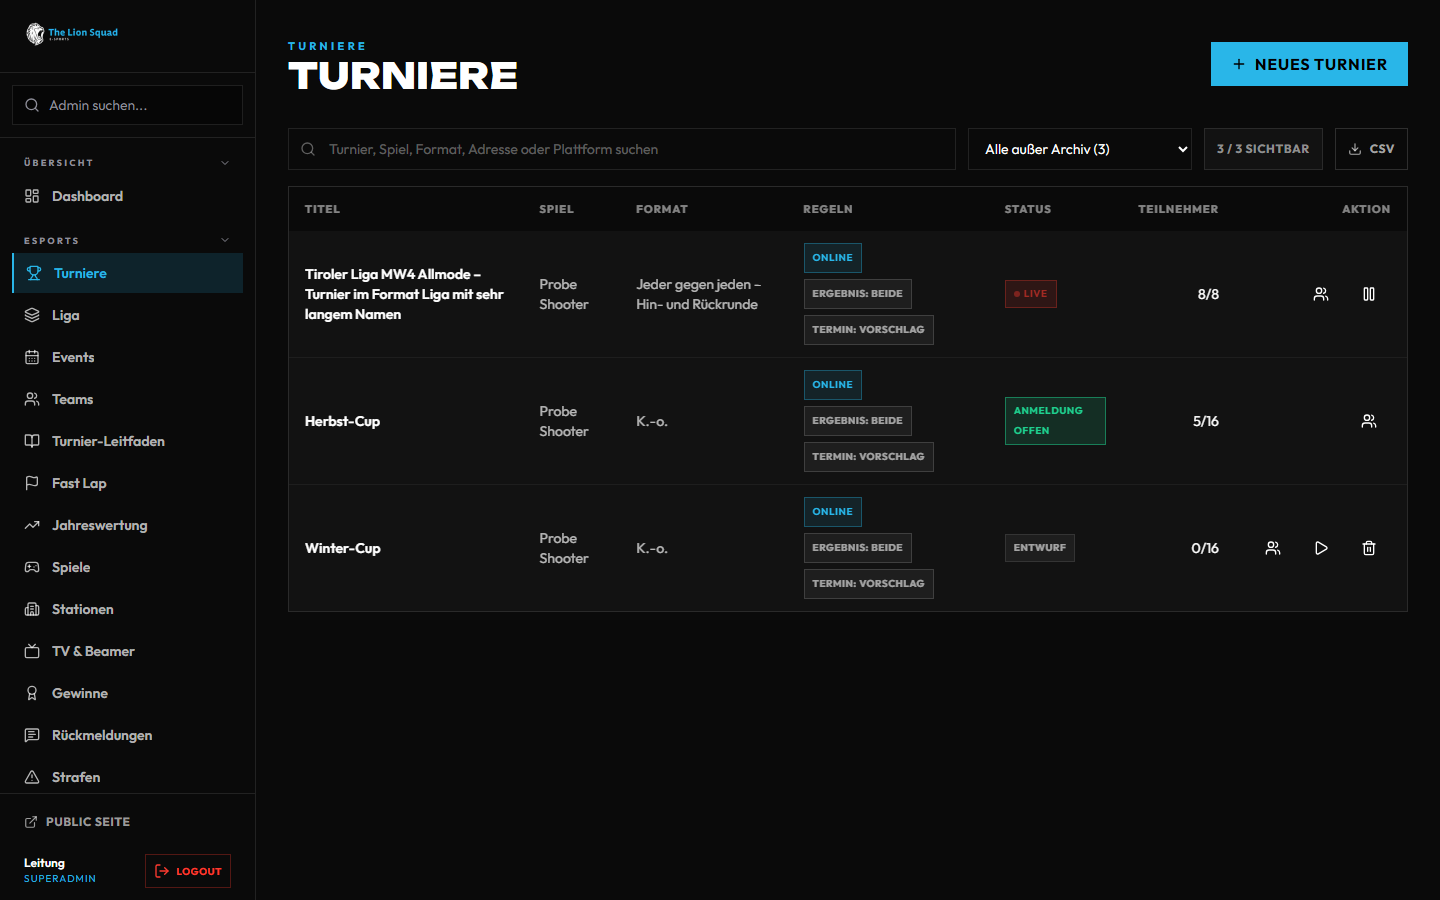 The Lion Squad
E-SPORTS
Admin suchen...
ÜBERSICHT
Dashboard
ESPORTS
Turniere
Liga
Events
Teams
Turnier-Leitfaden
Fast Lap
Jahreswertung
Spiele
Stationen
TV & Beamer
Gewinne
Rückmeldungen
Strafen
PUBLIC SEITE
Leitung
SUPERADMIN
LOGOUT
TURNIERE
TURNIERE
+ NEUES TURNIER
Turnier, Spiel, Format, Adresse oder Plattform suchen
Alle außer Archiv (3)
3 / 3 SICHTBAR
CSV
TITEL SPIEL FORMAT REGELN STATUS TEILNEHMER AKTION
Tiroler Liga MW4 Allmode –
Turnier im Format Liga mit sehr
langem Namen
Probe
Shooter
Jeder gegen jeden –
Hin- und Rückrunde
ONLINE
ERGEBNIS: BEIDE
TERMIN: VORSCHLAG
LIVE
8/8
Herbst-Cup
Probe
Shooter
K.-o.
ONLINE
ERGEBNIS: BEIDE
TERMIN: VORSCHLAG
ANMELDUNG
OFFEN
5/16
Winter-Cup
Probe
Shooter
K.-o.
ONLINE
ERGEBNIS: BEIDE
TERMIN: VORSCHLAG
ENTWURF
0/16